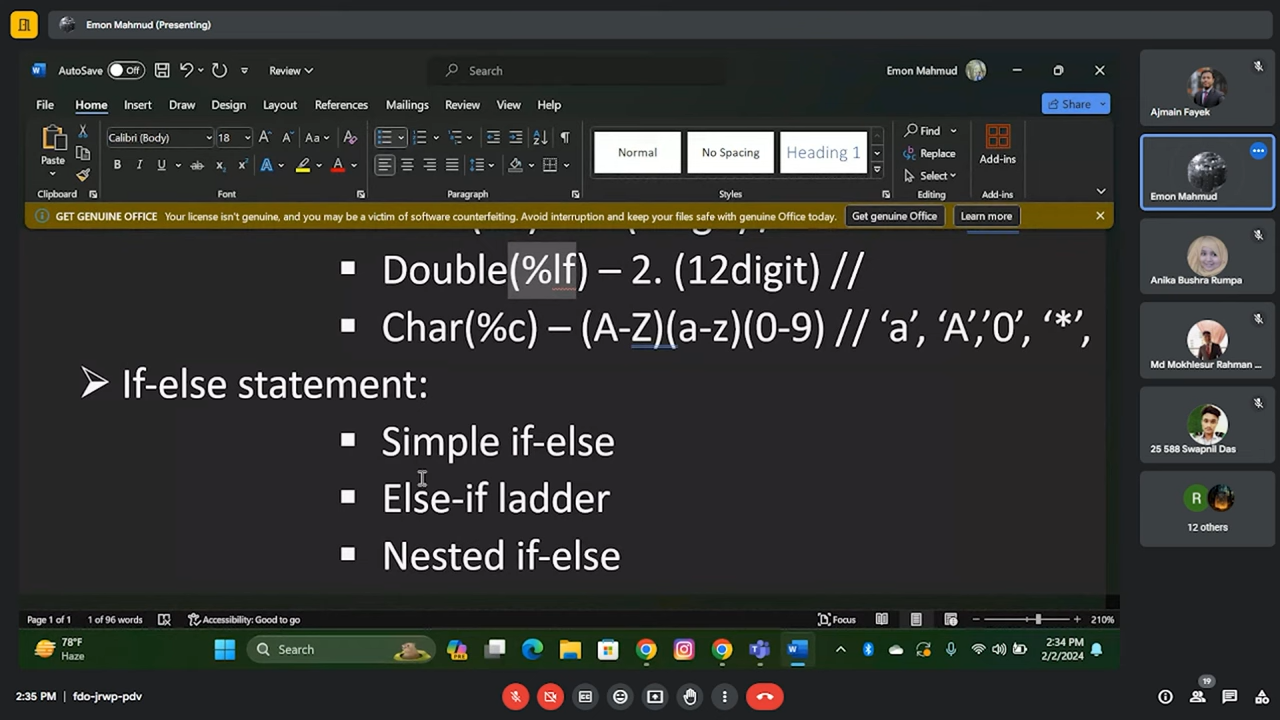 Emon Mahmud (Presenting)
AutoSave Off Review Search Emon Mahmud
File Home Insert Draw Design Layout References Mailings Review View Help Share
Paste Calibri (Body) 18 Normal No Spacing Heading 1 Find Replace Select Add-ins
Clipboard Font Paragraph Styles Editing Add-ins
GET GENUINE OFFICE Your license isn't genuine, and you may be a victim of software counterfeiting. Avoid interruption and keep your files safe with genuine Office today. Get genuine Office Learn more
▪ Double(%lf) – 2. (12digit) //
▪ Char(%c) – (A-Z)(a-z)(0-9) // ‘a’, ‘A’,’0’, ‘*’,
➢ If-else statement:
▪ Simple if-else
▪ Else-if ladder
▪ Nested if-else
Page 1 of 1 1 of 96 words Accessibility: Good to go Focus 210%
78°F
Haze
Search
2:34 PM
2/2/2024
Ajmain Fayek
Emon Mahmud
Anika Bushra Rumpa
Md Mokhlesur Rahman ...
25 588 Swapnil Das
R
12 others
2:35 PM | fdo-jrwp-pdv
19